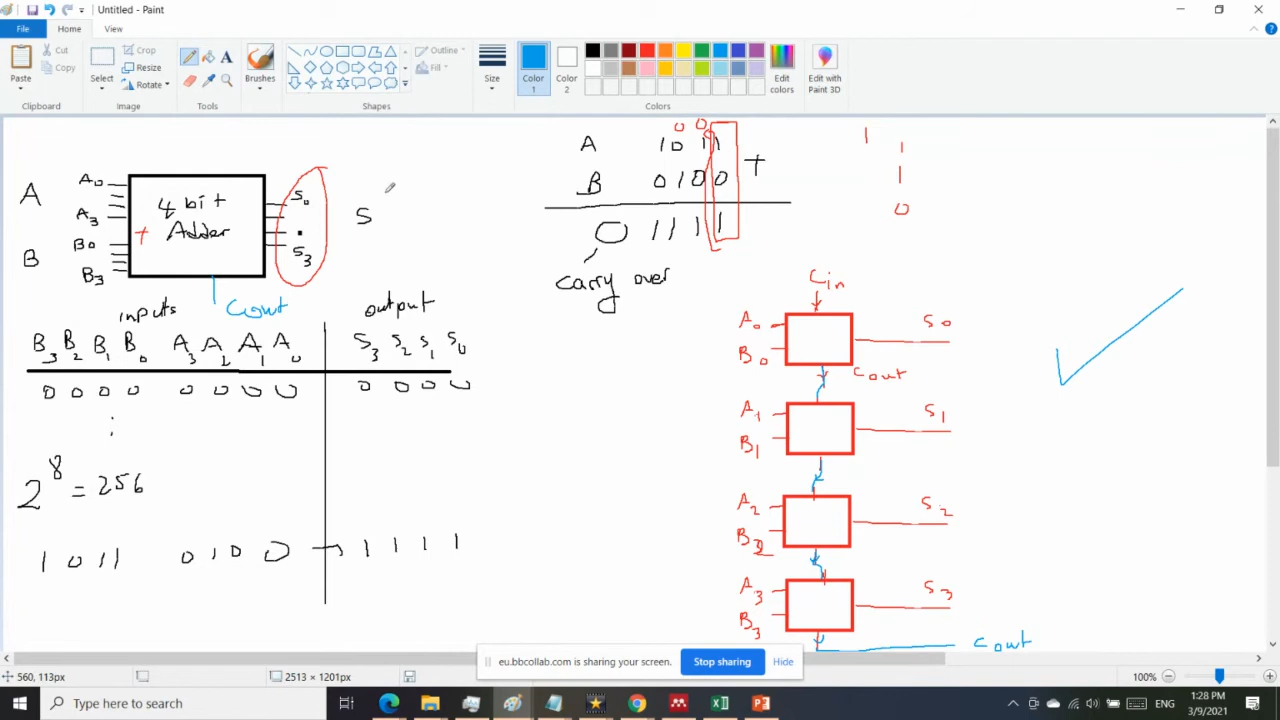 Untitled - Paint
File Home View
Paste
Cut
Copy
Clipboard
Select
Crop
Resize
Rotate
Image
A
Tools
Brushes
Shapes
Outline
Fill
Size
Color 1
Color 2
Edit colors
Edit with Paint 3D
Colors
A
B
A0
A3
B0
B3
+
4 bit
Adder
S0
S3
S
Cout
inputs
output
B3 B2 B1 B0 A3 A2 A1 A0 S3 S2 S1 S0
0 0 0 0 0 0 0 0 0 0 0 0
2^8 = 256
1 0 1 1 0 1 0 0 → 1 1 1 1
0 0 0
A 1011
B 0100 +
0 1111
carry over
1
1
1
0
Cin
A0
B0
S0
Cout
A1
B1
S1
A2
B2
S2
A3
B3
S3
Cout
eu.bbcollab.com is sharing your screen. Stop sharing Hide
560, 113px
2513 × 1201px
100%
Type here to search
ENG
1:28 PM
3/9/2021